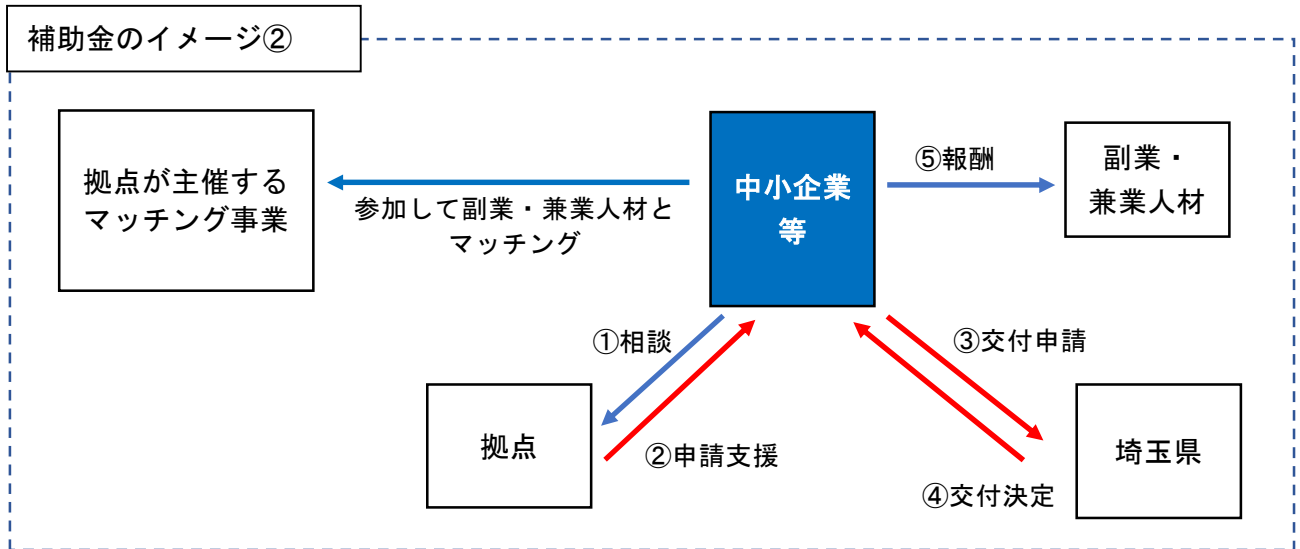 補助金のイメージ②
拠点が主催する
マッチング事業
参加して副業・兼業人材と
マッチング
中小企業
等
⑤報酬
副業・
兼業人材
①相談
②申請支援
拠点
③交付申請
④交付決定
埼玉県